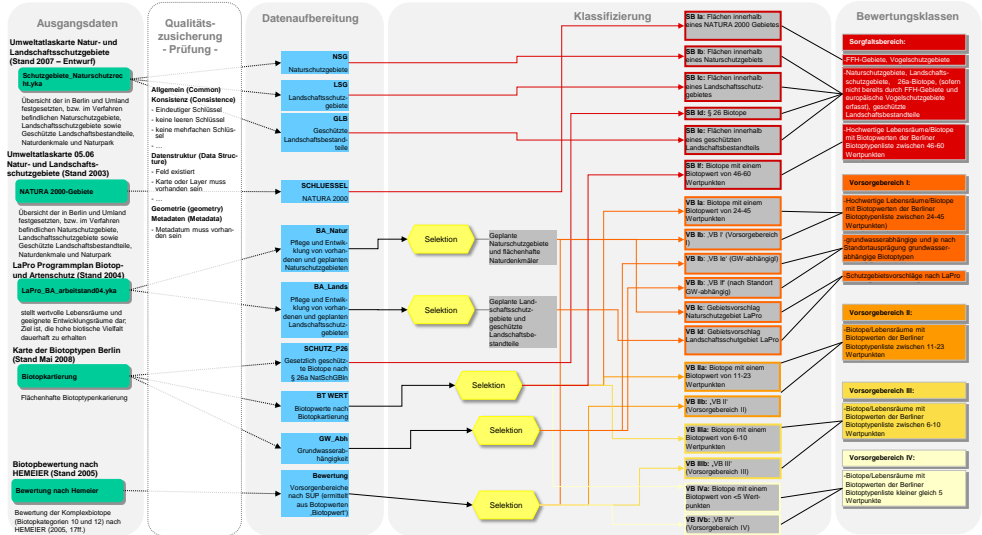 Ausgangsdaten
Umweltatlaskarte Natur- und
Landschaftsschutzgebiete
(Stand 2007 – Entwurf)
Schutzgebiete_Naturschutzrec
ht.yka
Übersicht der in Berlin und Umland
festgesetzten, bzw. im Verfahren
befindlichen Naturschutzgebiete,
Landschaftsschutzgebiete sowie
Geschützte Landschaftsbestandteile,
Naturdenkmale und Naturpark
Umweltatlaskarte 05.06
Natur- und Landschafts-
schutzgebiete (Stand 2003)
NATURA 2000-Gebiete
Übersicht der in Berlin und Umland
festgesetzten, bzw. im Verfahren
befindlichen Naturschutzgebiete,
Landschaftsschutzgebiete sowie
Geschützte Landschaftsbestandteile,
Naturdenkmale und Naturpark
LaPro Programmplan Biotop-
und Artenschutz (Stand 2004)
LaPro_BA_arbeitstand04.yka
stellt wertvolle Lebensräume und
geeignete Entwicklungsräume dar;
Ziel ist, die hohe biotische Vielfalt
dauerhaft zu erhalten
Karte der Biotoptypen Berlin
(Stand Mai 2008)
Biotopkartierung
Flächenhafte Biotoptypenkarierung
Biotopbewertung nach
HEMEIER (Stand 2005)
Bewertung nach Hemeier
Bewertung der Komplexbiotope
(Biotopkategorien 10 und 12) nach
HEMEIER (2005, 17ff.)
Qualitäts-
zusicherung
- Prüfung -
Allgemein (Common)
Konsistenz (Consistence)
- Eindeutiger Schlüssel
- keine leeren Schlüssel
- keine mehrfachen Schlüs-
sel
- ...
Datenstruktur (Data Struc-
ture)
- Feld existiert
- Karte oder Layer muss
vorhanden sein
- ...
Geometrie (geometry)
Metadaten (Metadata)
- Metadatum muss vorhan-
den sein
Datenaufbereitung
NSG
Naturschutzgebiete
LSG
Landschaftsschutz-
gebiete
GLB
Geschützte
Landschaftsbestand-
teile
SCHLUESSEL
NATURA 2000
BA_Natur
Pflege und Entwik-
klung von vorhan-
denen und geplanten
Naturschutzgebieten
BA_Lands
Pflege und Entwik-
klung von vorhan-
denen und geplanten
Landschaftsschutz-
gebieten
SCHUTZ_P26
Gesetzlich geschütz-
te Biotope nach
§ 26a NatSchGBln
BT WERT
Biotopwerte nach
Biotopkartierung
GW_Abh
Grundwasserab-
hängigkeit
Bewertung
Vorsorgenbereiche
nach SUP (ermittelt
aus Botopwerten
‚Biotopwert')
Klassifizierung
Selektion
Geplante
Naturschutzgebiete
und flächenhafte
Naturdenkmäler
Selektion
Geplante Land-
schaftsschutz-
gebiete und
geschützte
Landschaftsbe-
standteile
Selektion
Selektion
Selektion
SB Ia: Flächen innerhalb
eines NATURA 2000 Gebietes
SB Ib: Flächen innerhalb
eines Naturschutzgebiets
SB Ic: Flächen innerhalb
eines Landschaftsschutz-
gebietes
SB Id: § 26 Biotope
SB Ie: Flächen innerhalb
eines geschützten
Landschaftsbestandteils
SB If: Biotope mit einem
Biotopwert von 46-60
Wertpunkten
VB Ia: Biotope mit einem
Biotopwert von 24-45
Wertpunkten
VB Ib: „VB I“ (Vorsorgebereich
I)
VB Ib: „VB Ie“ (GW-abhängigI)
VB Ib: „VB If“ (nach Standort
GW-abhängig)
VB Ic: Gebietsvorschlag
Naturschutzgebiet LaPro
VB Id: Gebietsvorschlag
Landschaftsschutzgebiet LaPro
VB IIa: Biotope mit einem
Biotopwert von 11-23
Wertpunkten
VB IIb: „VB II“
(Vorsorgebereich II)
VB IIIa: Biotope mit einem
Biotopwert von 6-10
Wertpunkten
VB IIIb: „VB III“
(Vorsorgebereich III)
VB IVa: Biotope mit einem
Biotopwert von <5 Wert-
punkten
VB IVb: „VB IV“
(Vorsorgebereich IV)
Bewertungsklassen
Sorgfaltsbereich:
-FFH-Gebiete, Vogelschutzgebiete
-Naturschutzgebiete, Landschafts-
schutzgebiete, 26a-Biotope, (sofern
nicht bereits durch FFH-Gebiete und
europäische Vogelschutzgebiete
erfasst), geschützte
Landschaftsbestandteile
-Hochwertige Lebensräume/Biotope
mit Biotopwerten der Berliner
Biotoptypenliste zwischen 46-60
Wertpunkten
Vorsorgebereich I:
-Hochwertige Lebensräume/Biotope
mit Biotopwerten der Berliner
Biotoptypenliste zwischen 24-45
Wertpunkten)
-grundwasserabhängige und je nach
Standortausprägung grundwasser-
abhängige Biotoptypen
-Schutzgebietsvorschläge nach LaPro
Vorsorgebereich II:
-Biotope/Lebensräume mit
Biotopwerten der Berliner
Biotoptypenliste zwischen 11-23
Wertpunkten
Vorsorgebereich III:
-Biotope/Lebensräume mit
Biotopwerten der Berliner
Biotoptypenliste zwischen 6-10
Wertpunkten
Vorsorgebereich IV:
-Biotope/Lebensräume mit
Biotopwerten der Berliner
Biotoptypenliste kleiner gleich 5
Wertpunkte